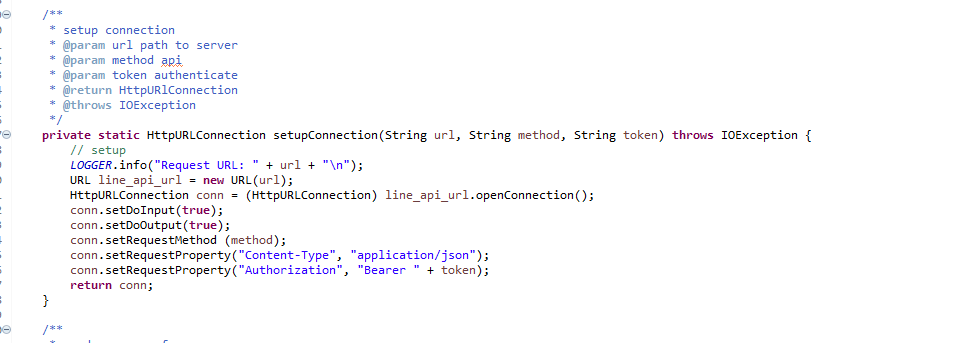 /**
 * setup connection
 * @param url path to server
 * @param method api
 * @param token authenticate
 * @return HttpURlConnection
 * @throws IOException
 */
private static HttpURLConnection setupConnection(String url, String method, String token) throws IOException {
// setup
LOGGER.info("Request URL: " + url + "\n");
URL line_api_url = new URL(url);
HttpURLConnection conn = (HttpURLConnection) line_api_url.openConnection();
conn.setDoInput(true);
conn.setDoOutput(true);
conn.setRequestMethod (method);
conn.setRequestProperty("Content-Type", "application/json");
conn.setRequestProperty("Authorization", "Bearer " + token);
return conn;
}
/**